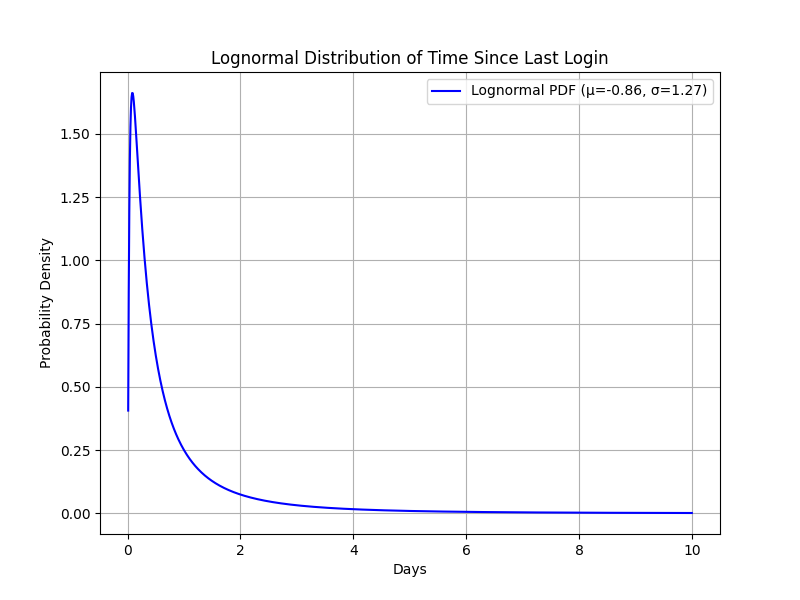 Lognormal Distribution of Time Since Last Login
Lognormal PDF (μ=-0.86, σ=1.27)
1.50
1.25
1.00
0.75
0.50
0.25
0.00
Probability Density
0 2 4 6 8 10
Days